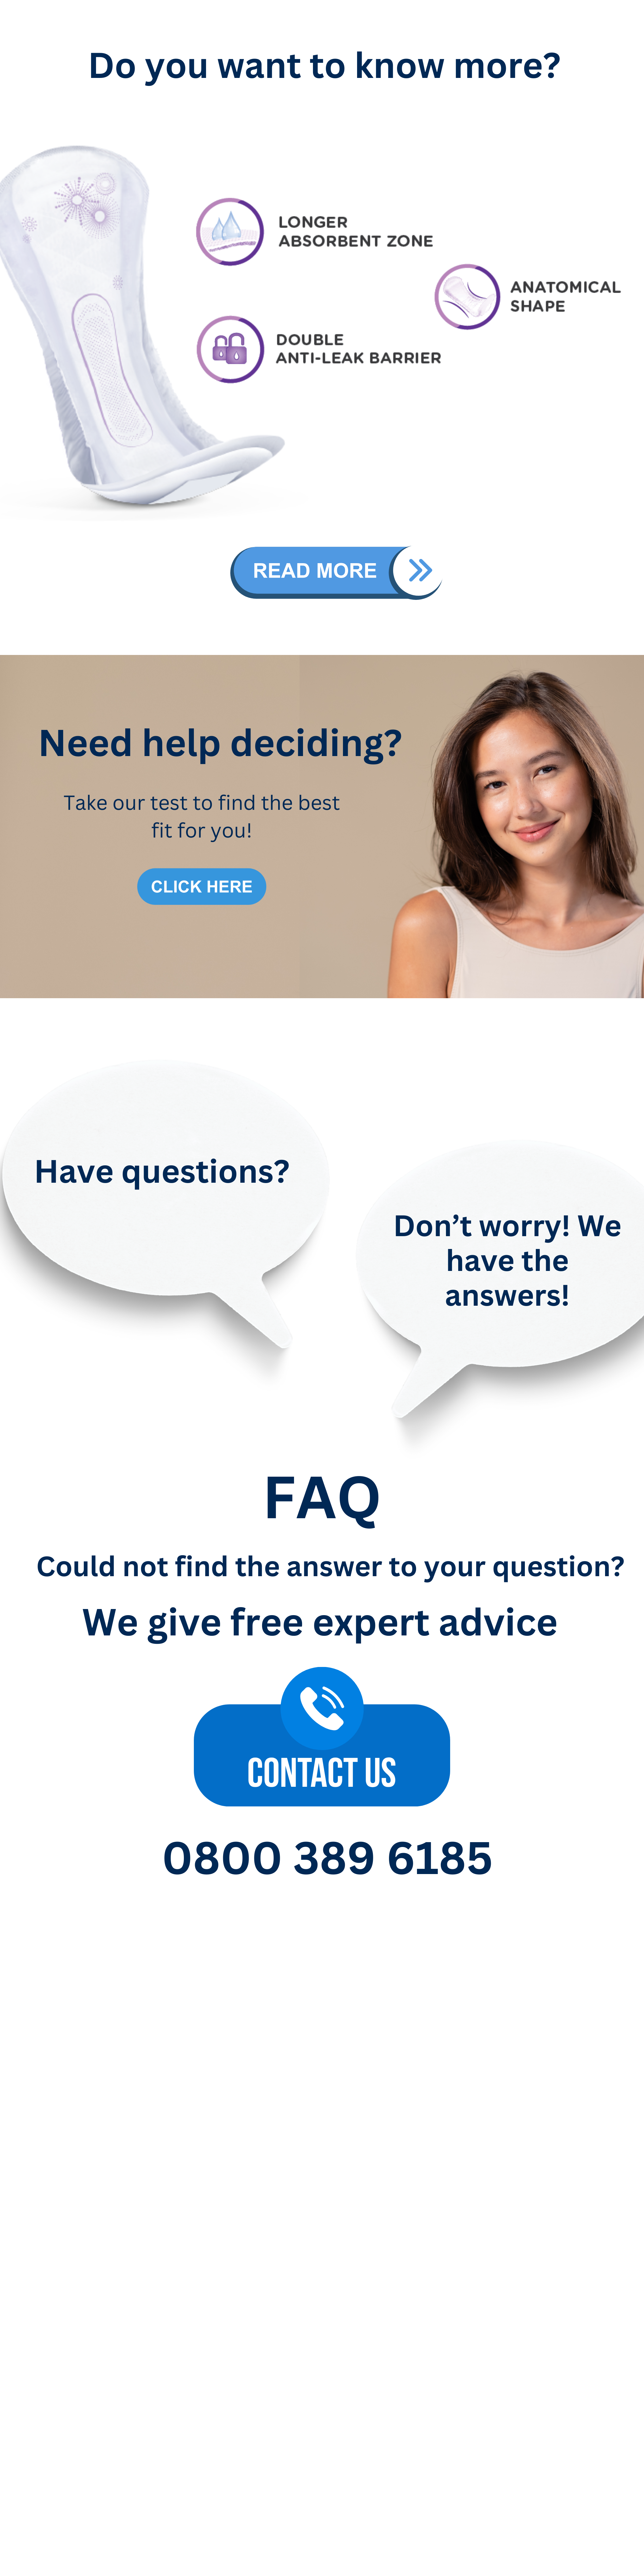 Do you want to know more?
LONGER
ABSORBENT ZONE
ANATOMICAL
SHAPE
DOUBLE
ANTI-LEAK BARRIER
READ MORE
Need help deciding?
Take our test to find the best
fit for you!
CLICK HERE
Have questions?
Don’t worry! We
have the
answers!
FAQ
Could not find the answer to your question?
We give free expert advice
CONTACT US
0800 389 6185